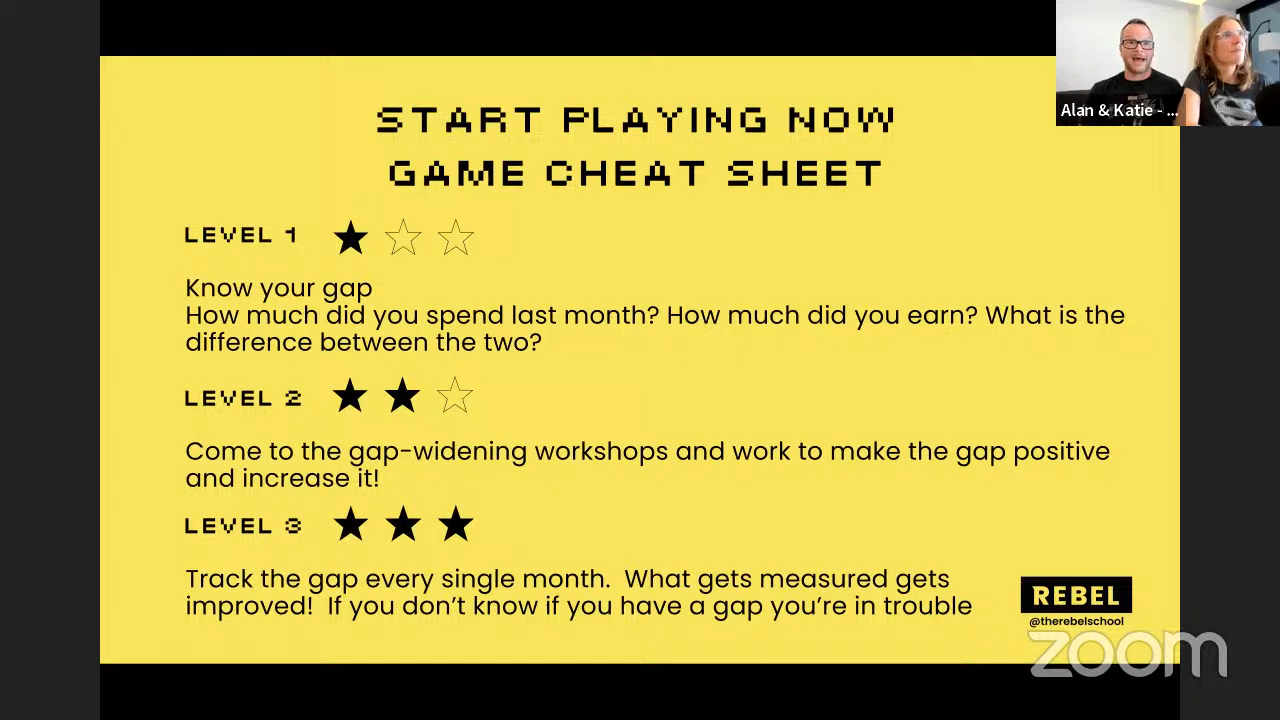 Alan & Katie - ...
START PLAYING NOW
GAME CHEAT SHEET
LEVEL 1
Know your gap
How much did you spend last month? How much did you earn? What is the
difference between the two?
LEVEL 2
Come to the gap-widening workshops and work to make the gap positive
and increase it!
LEVEL 3
Track the gap every single month.  What gets measured gets
improved!  If you don’t know if you have a gap you’re in trouble
REBEL
@therebelschool
zoom